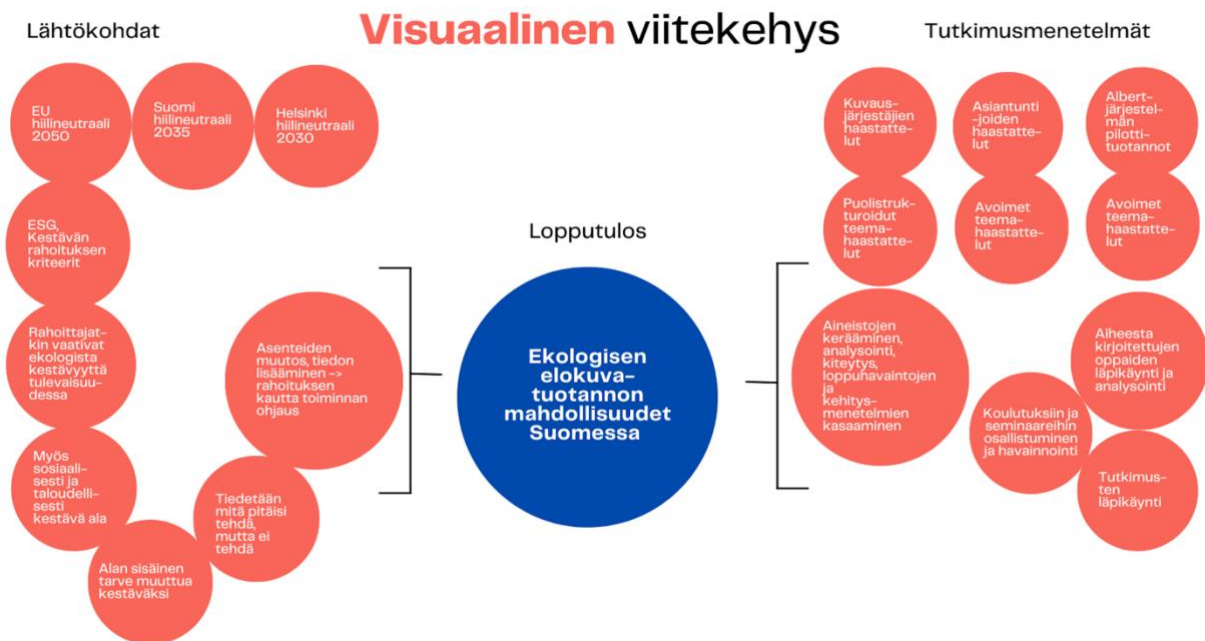 Visuaalinen viitekehys
Lähtökohdat
EU
hiilineutraali
2050
Suomi
hiilineutraali
2035
Helsinki
hiilineutraali
2030
ESG,
Kestävän
rahoituksen
kriteerit
Rahoittajat-
kin vaativat
ekologista
kestävyyttä
tulevaisuu-
dessa
Myös
sosiaali-
sesti ja
taloudelli-
sesti
kestävä ala
Alan sisäinen
tarve muuttua
kestäväksi
Tiedetään
mitä pitäisi
tehdä,
mutta ei
tehdä
Asenteiden
muutos, tiedon
lisääminen ->
rahoituksen
kautta toiminnan
ohjaus
Lopputulos
Ekologisen
elokuva-
tuotannon
mahdollisuudet
Suomessa
Tutkimusmenetelmät
Kuvaus-
järjestäjien
haastatte-
lut
Asiantunti
-joiden
haastatte-
lut
Albert-
järjestel-
män
pilotti-
tuotannot
Puolistruk-
turoidut
teema-
haastatte-
lut
Avoimet
teema-
haastatte-
lut
Avoimet
teema-
haastatte-
lut
Aineistojen
kerääminen,
analysointi,
kiteytys,
loppuhavaintojen
ja
kehitys-
menetelmien
kasaaminen
Aiheesta
kirjoitettujen
oppaiden
läpikäynti ja
analysointi
Koulutuksiin ja
seminaareihin
osallistuminen
ja havainnointi
Tutkimus-
ten
läpikäynti